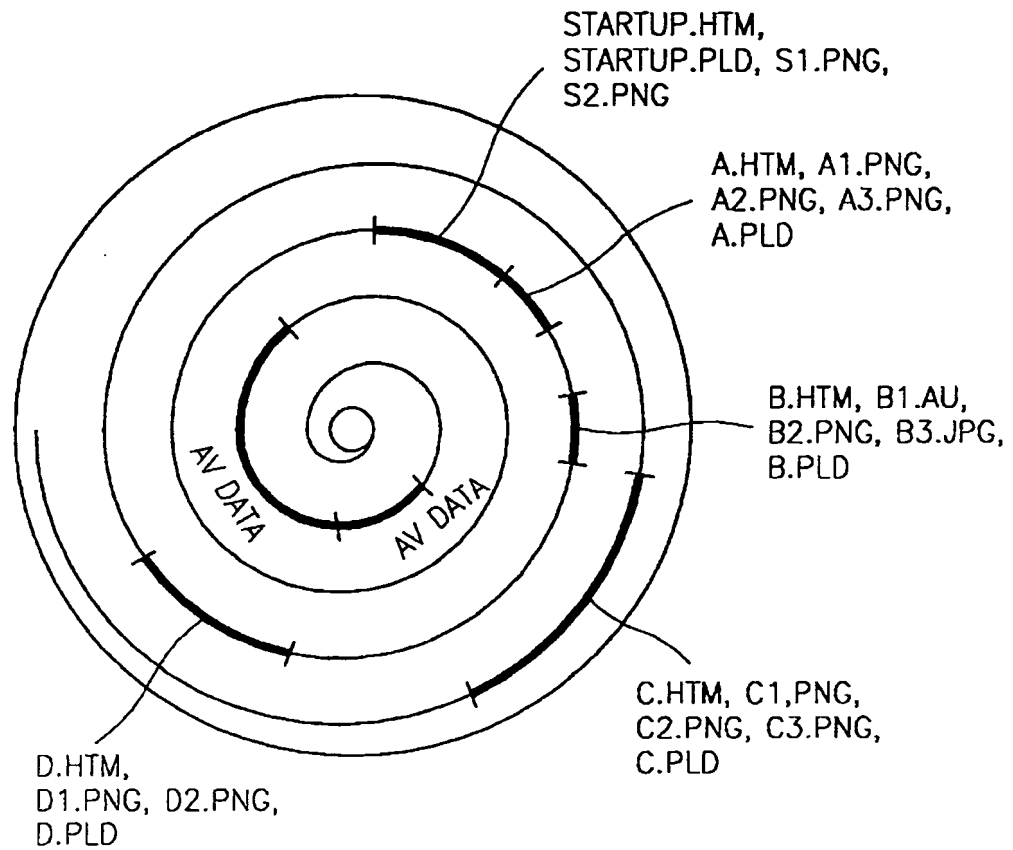 STARTUP.HTM,
STARTUP.PLD, S1.PNG,
S2.PNG
A.HTM, A1.PNG,
A2.PNG, A3.PNG,
A.PLD
B.HTM, B1.AU,
B2.PNG, B3.JPG,
B.PLD
AV DATA
AV DATA
C.HTM, C1,PNG,
C2.PNG, C3.PNG,
C.PLD
D.HTM,
D1.PNG, D2.PNG,
D.PLD